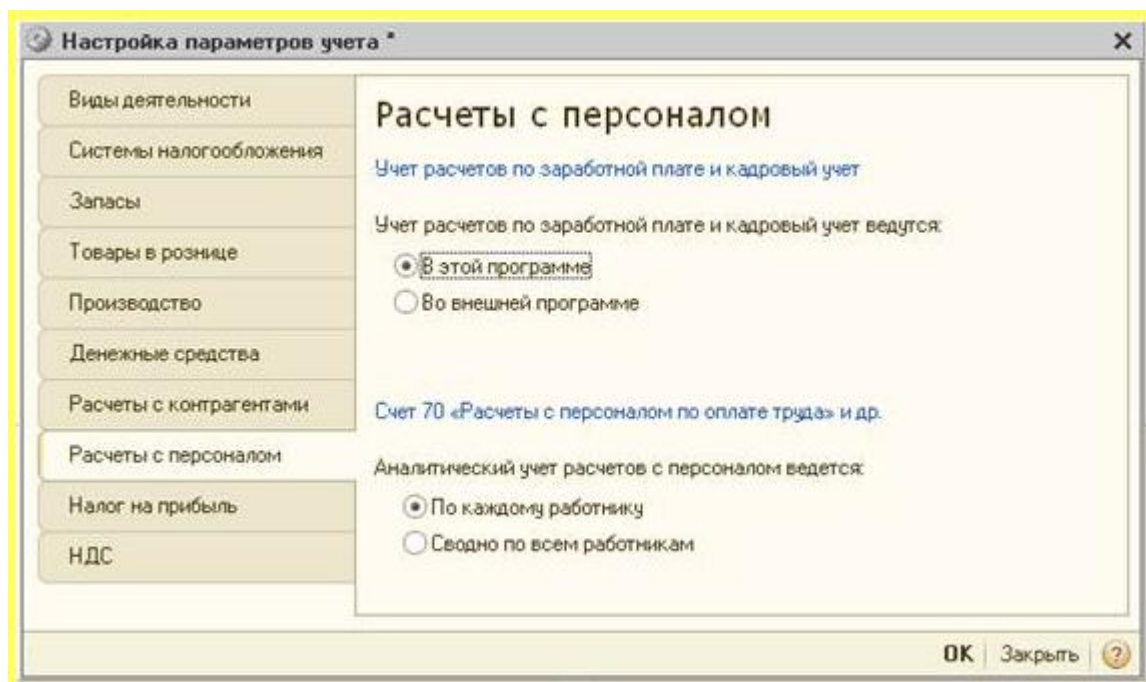 Настройка параметров учета *
Виды деятельности
Системы налогообложения
Запасы
Товары в рознице
Производство
Денежные средства
Расчеты с контрагентами
Расчеты с персоналом
Налог на прибыль
НДС
Расчеты с персоналом
Учет расчетов по заработной плате и кадровый учет
Учет расчетов по заработной плате и кадровый учет ведутся:
В этой программе
Во внешней программе
Счет 70 «Расчеты с персоналом по оплате труда» и др.
Аналитический учет расчетов с персоналом ведется:
По каждому работнику
Сводно по всем работникам
OK Закрыть ?